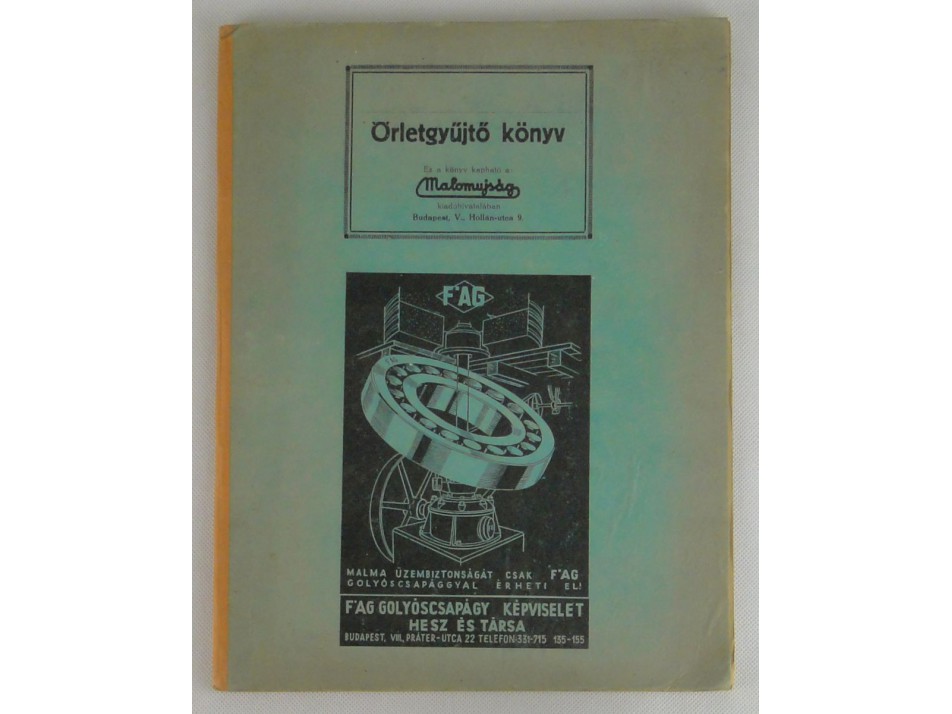 Őrletgyűjtő könyv
Ez a könyv kapható a
Malomujság
kiadóhivatalában
Budapest, V., Hollán-utca 9.
F°AG
MALMA ÜZEMBIZTONSÁGÁT CSAK F°AG
GOLYÓSCSAPÁGGYAL ÉRHETI EL!
F°AG GOLYÓSCSAPÁGY KÉPVISELET
HESZ ÉS TÁRSA
BUDAPEST, VIII, PRÁTER-UTCA 22 TELEFON:331-715 135-155